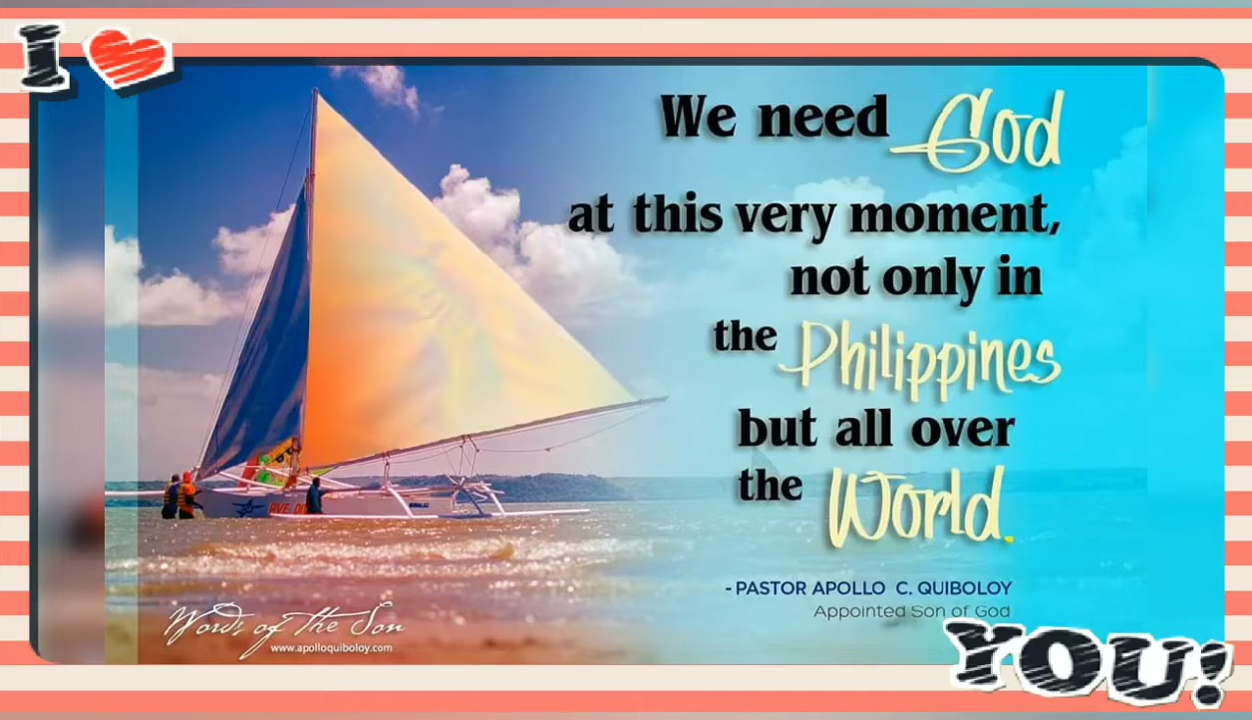 I
We need God
at this very moment,
not only in
the Philippines
but all over
the World.
- PASTOR APOLLO C. QUIBOLOY
Appointed Son of God
Words of the Son
www.apolloquiboloy.com
YOU!